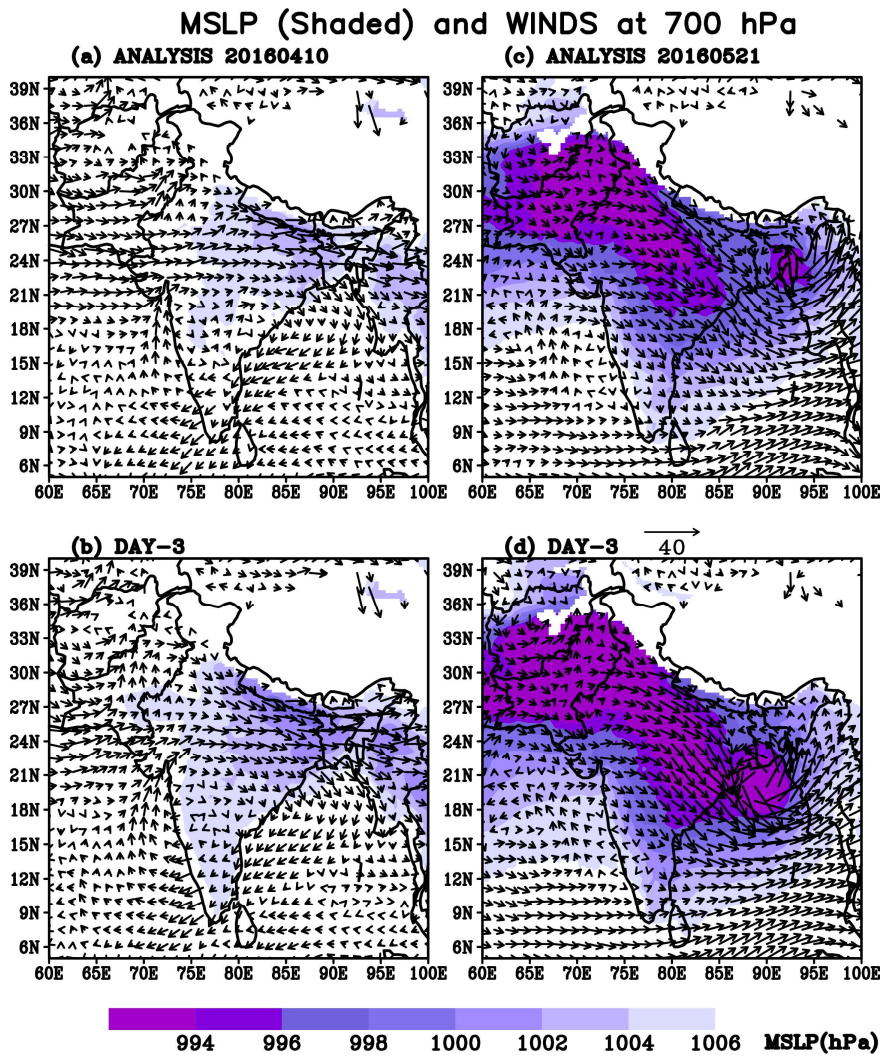 MSLP (Shaded) and WINDS at 700 hPa
(a) ANALYSIS 20160410
(c) ANALYSIS 20160521
39N
36N
33N
30N
27N
24N
21N
18N
15N
12N
9N
6N
60E 65E 70E 75E 80E 85E 90E 95E 100E
39N
36N
33N
30N
27N
24N
21N
18N
15N
12N
9N
6N
60E 65E 70E 75E 80E 85E 90E 95E 100E
(b) DAY-3
(d) DAY-3
40
39N
36N
33N
30N
27N
24N
21N
18N
15N
12N
9N
6N
60E 65E 70E 75E 80E 85E 90E 95E 100E
39N
36N
33N
30N
27N
24N
21N
18N
15N
12N
9N
6N
60E 65E 70E 75E 80E 85E 90E 95E 100E
994 996 998 1000 1002 1004 1006 MSLP(hPa)